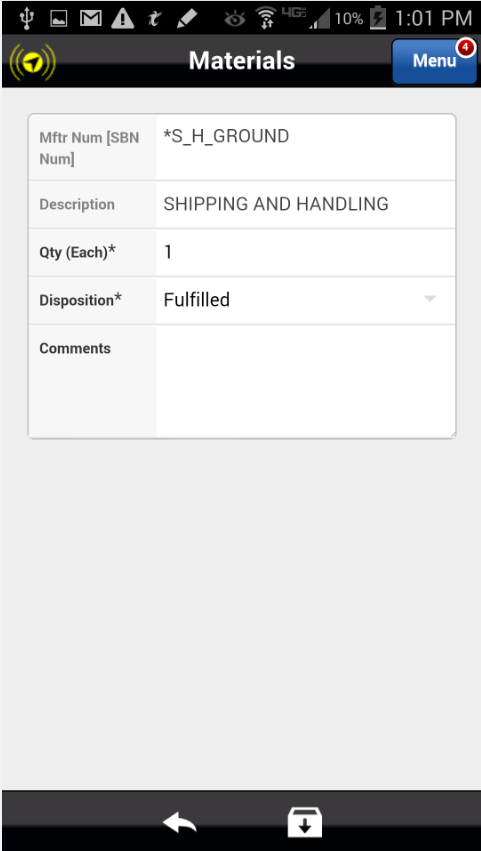 4G 10% 1:01 PM
Materials
Menu 4
Mftr Num [SBN Num] *S_H_GROUND
Description SHIPPING AND HANDLING
Qty (Each)* 1
Disposition* Fulfilled
Comments